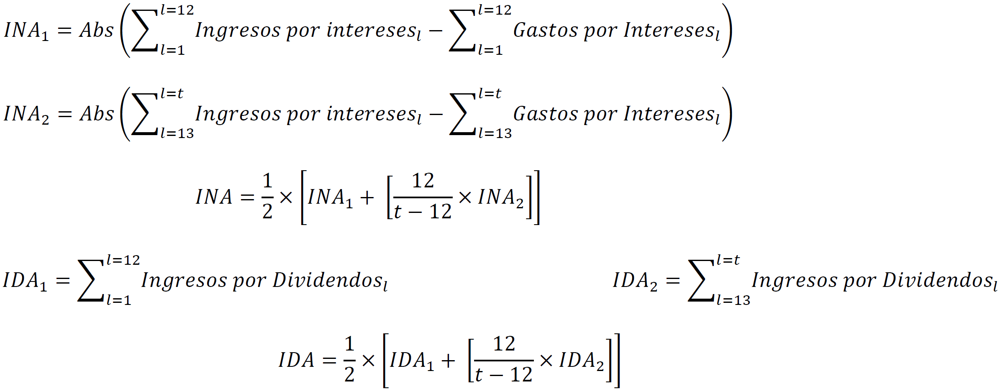 INA₁ = Abs(∑_{l=1}^{l=12} Ingresos por intereses_l − ∑_{l=1}^{l=12} Gastos por Intereses_l)
INA₂ = Abs(∑_{l=13}^{l=t} Ingresos por intereses_l − ∑_{l=13}^{l=t} Gastos por Intereses_l)
INA = 1/2 × [INA₁ + [12/(t − 12) × INA₂]]
IDA₁ = ∑_{l=1}^{l=12} Ingresos por Dividendos_l IDA₂ = ∑_{l=13}^{l=t} Ingresos por Dividendos_l
IDA = 1/2 × [IDA₁ + [12/(t − 12) × IDA₂]]